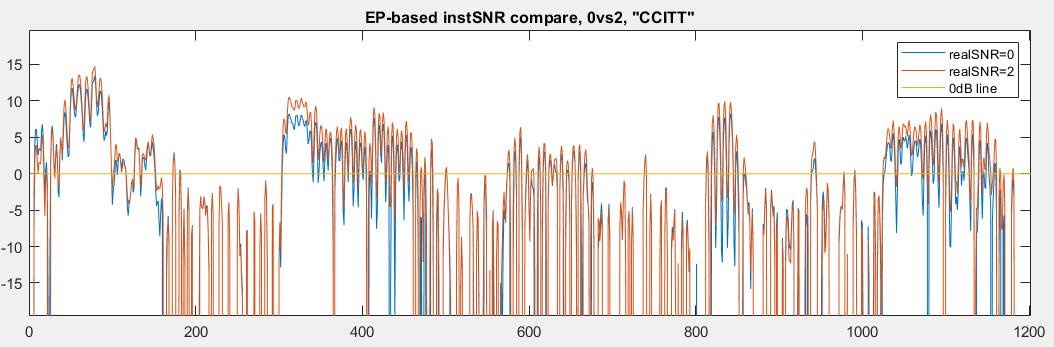 EP-based instSNR compare, 0vs2, "CCITT"
realSNR=0
realSNR=2
0dB line
15
10
5
0
-5
-10
-15
0 200 400 600 800 1000 1200